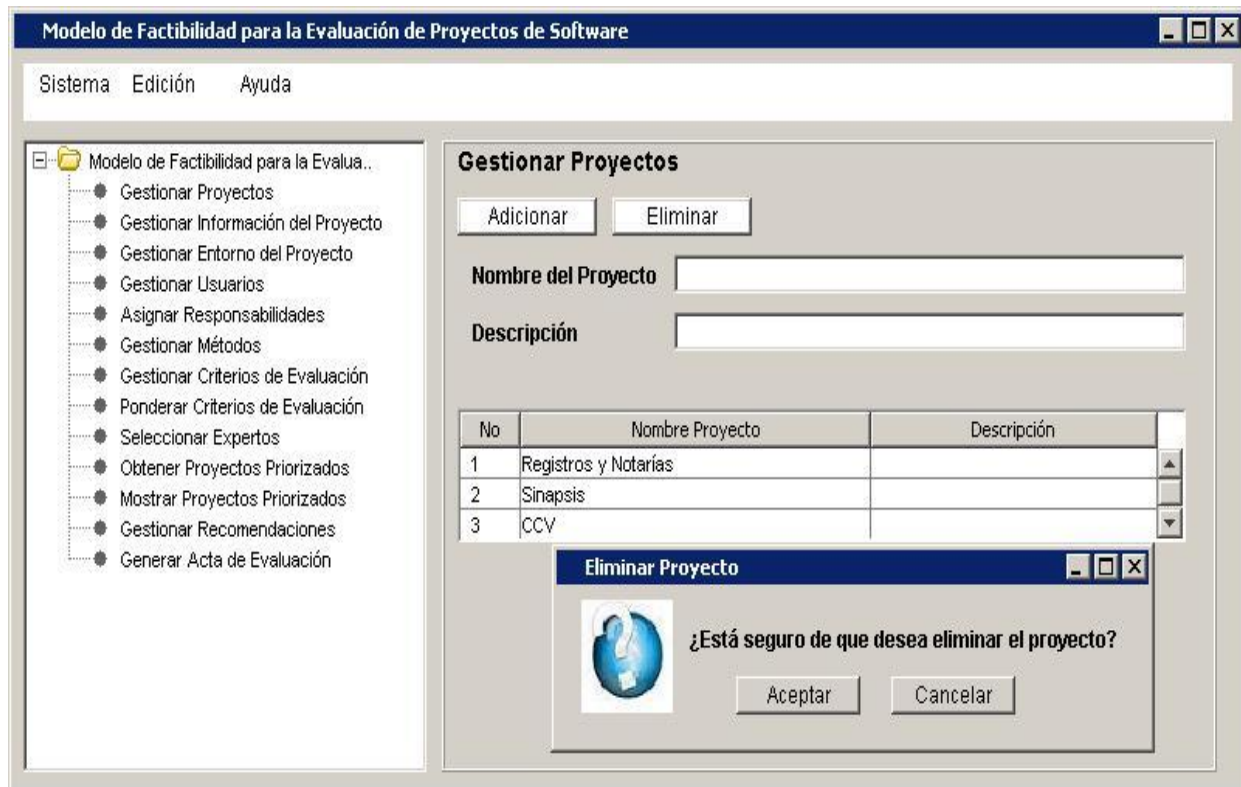 Modelo de Factibilidad para la Evaluación de Proyectos de Software
Sistema Edición Ayuda
Modelo de Factibilidad para la Evalua..
Gestionar Proyectos
Gestionar Información del Proyecto
Gestionar Entorno del Proyecto
Gestionar Usuarios
Asignar Responsabilidades
Gestionar Métodos
Gestionar Criterios de Evaluación
Ponderar Criterios de Evaluación
Seleccionar Expertos
Obtener Proyectos Priorizados
Mostrar Proyectos Priorizados
Gestionar Recomendaciones
Generar Acta de Evaluación
Gestionar Proyectos
Adicionar Eliminar
Nombre del Proyecto
Descripción
No Nombre Proyecto Descripción
1 Registros y Notarías
2 Sinapsis
3 CCV
Eliminar Proyecto
¿Está seguro de que desea eliminar el proyecto?
Aceptar Cancelar